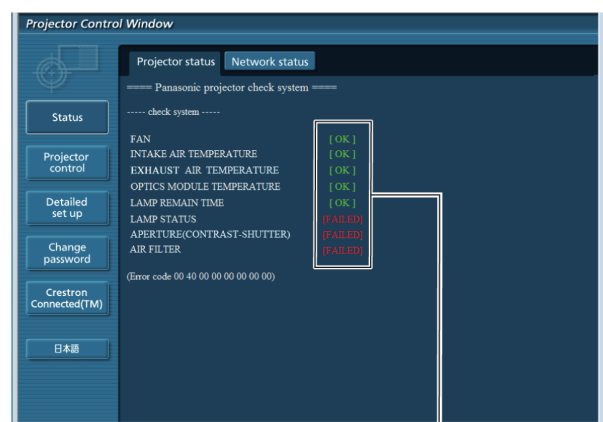 Projector Control Window
Projector status
Network status
==== Panasonic projector check system ====
Status
----- check system -----
FAN [ OK ]
INTAKE AIR TEMPERATURE [ OK ]
Projector control
EXHAUST AIR TEMPERATURE [ OK ]
OPTICS MODULE TEMPERATURE [ OK ]
Detailed set up
LAMP REMAIN TIME [ OK ]
LAMP STATUS [FAILED]
APERTURE(CONTRAST-SHUTTER) [FAILED]
Change password
AIR FILTER [FAILED]
(Error code 00 40 00 00 00 00 00 00)
Crestron Connected(TM)
日本語